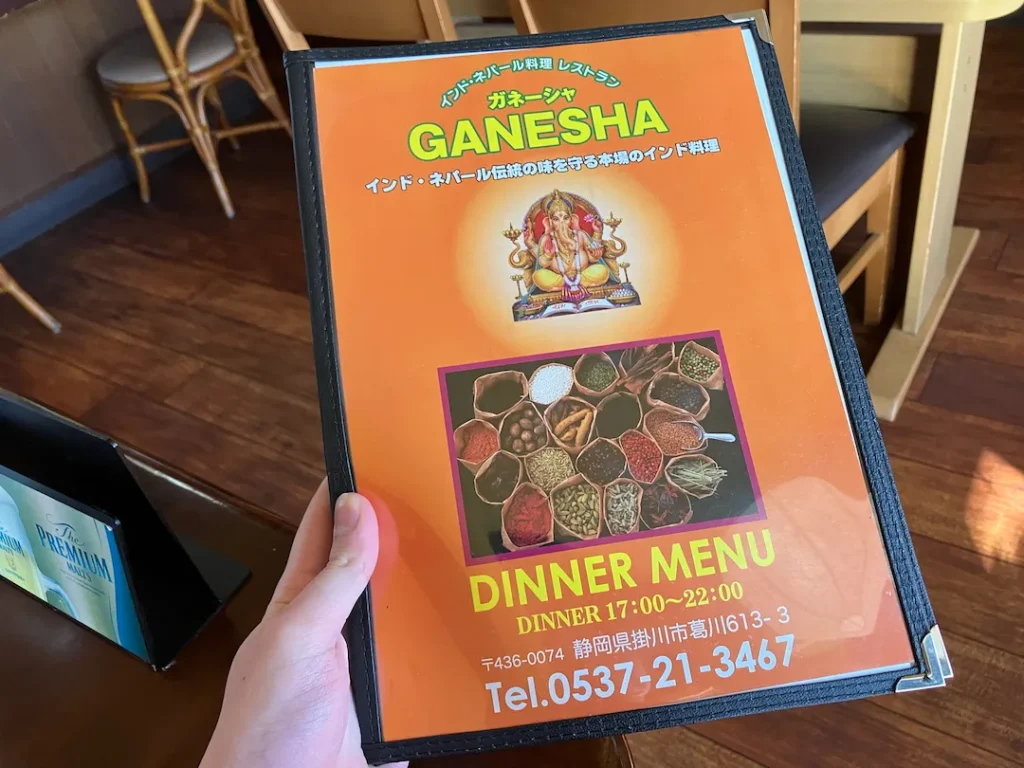 インド・ネパール料理 レストラン
ガネーシャ
GANESHA
インド・ネパール伝統の味を守る本場のインド料理
DINNER MENU
DINNER 17:00〜22:00
〒436-0074 静岡県掛川市葛川613-3
Tel.0537-21-3467
The
PREMIUM
MALT'S